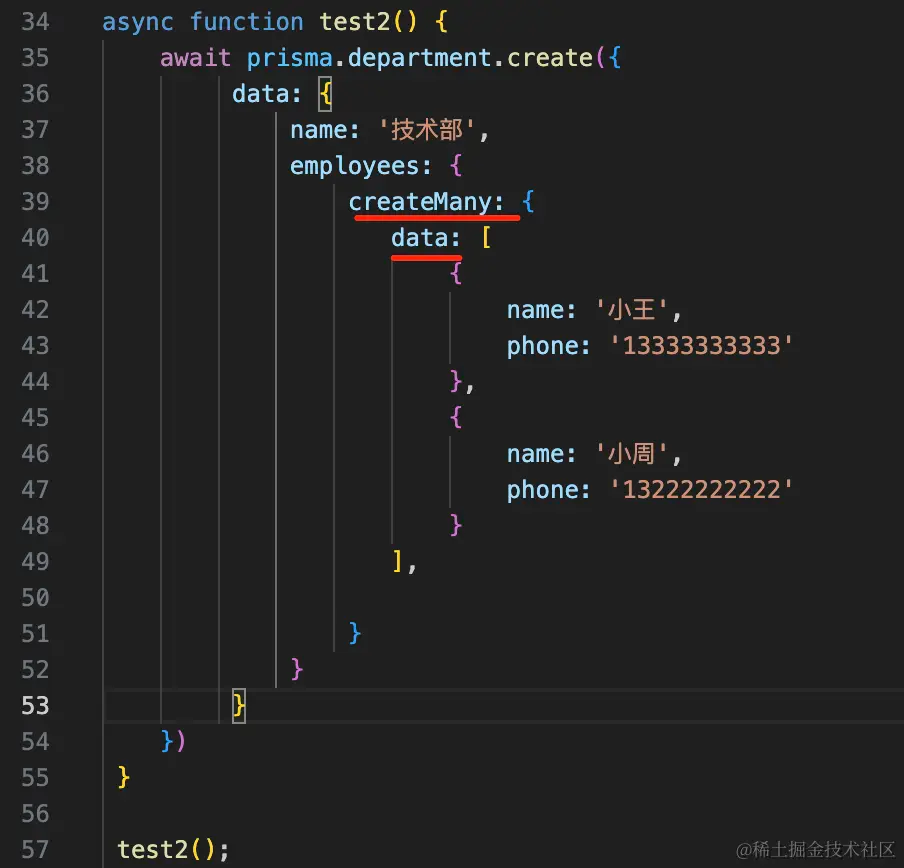 34 async function test2() {
35 await prisma.department.create({
36 data: {
37 name: '技术部',
38 employees: {
39 createMany: {
40 data: [
41 {
42 name: '小王',
43 phone: '13333333333'
44 },
45 {
46 name: '小周',
47 phone: '13222222222'
48 }
49 ],
50
51 }
52 }
53 }
54 })
55 }
56
57 test2();
@稀土掘金技术社区